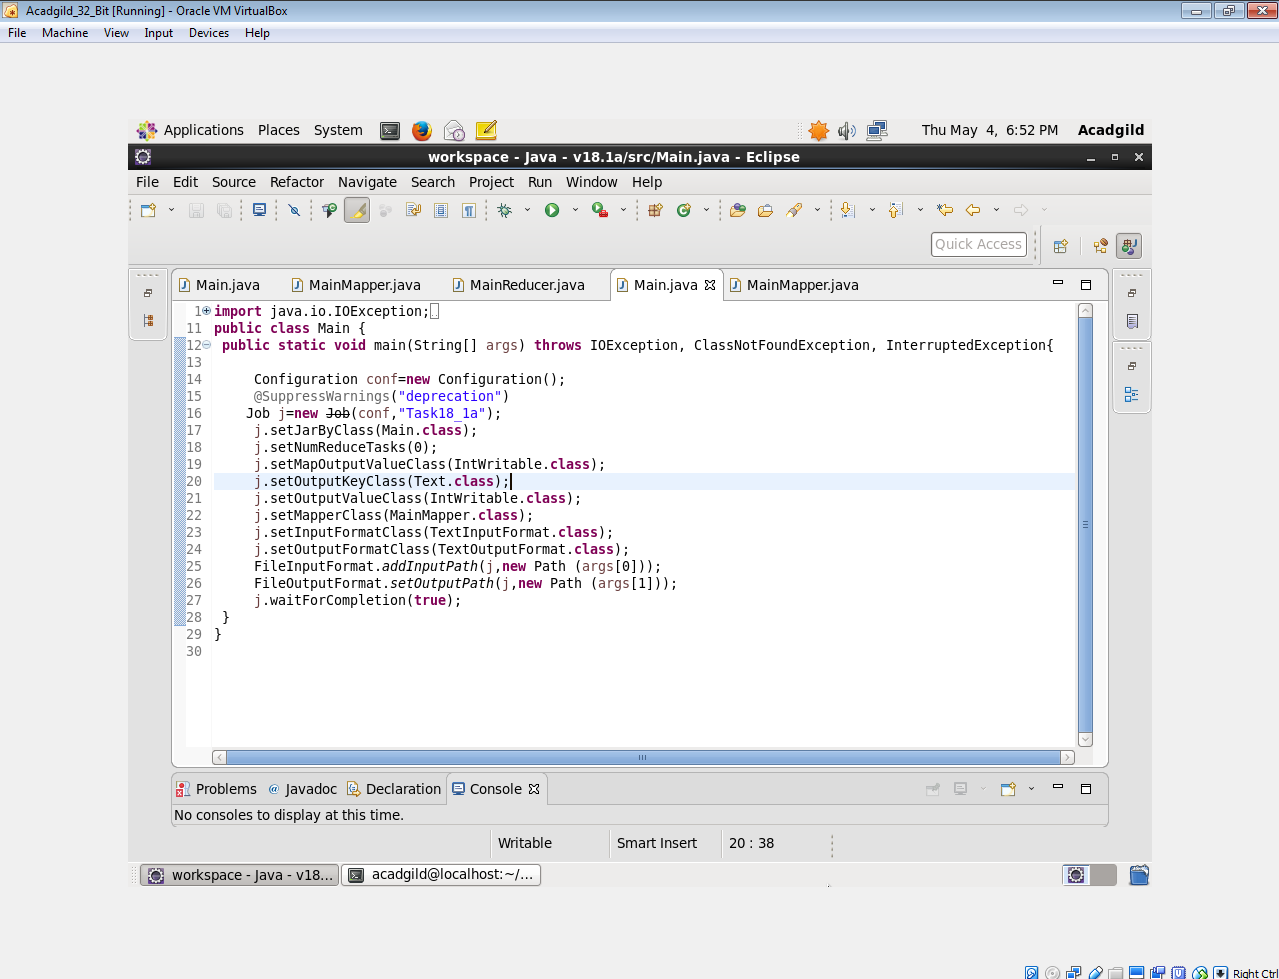 Acadgild_32_Bit [Running] - Oracle VM VirtualBox
File Machine View Input Devices Help
Applications Places System Thu May 4, 6:52 PM Acadgild
workspace - Java - v18.1a/src/Main.java - Eclipse
File Edit Source Refactor Navigate Search Project Run Window Help
Quick Access
Main.java MainMapper.java MainReducer.java Main.java MainMapper.java
1 import java.io.IOException;
11 public class Main {
12 public static void main(String[] args) throws IOException, ClassNotFoundException, InterruptedException{
13
14 Configuration conf=new Configuration();
15 @SuppressWarnings("deprecation")
16 Job j=new Job(conf,"Task18_1a");
17 j.setJarByClass(Main.class);
18 j.setNumReduceTasks(0);
19 j.setMapOutputValueClass(IntWritable.class);
20 j.setOutputKeyClass(Text.class);
21 j.setOutputValueClass(IntWritable.class);
22 j.setMapperClass(MainMapper.class);
23 j.setInputFormatClass(TextInputFormat.class);
24 j.setOutputFormatClass(TextOutputFormat.class);
25 FileInputFormat.addInputPath(j,new Path (args[0]));
26 FileOutputFormat.setOutputPath(j,new Path (args[1]));
27 j.waitForCompletion(true);
28 }
29 }
30
Problems @ Javadoc Declaration Console
No consoles to display at this time.
Writable Smart Insert 20 : 38
workspace - Java - v18... acadgild@localhost:~/...
Right Ctrl